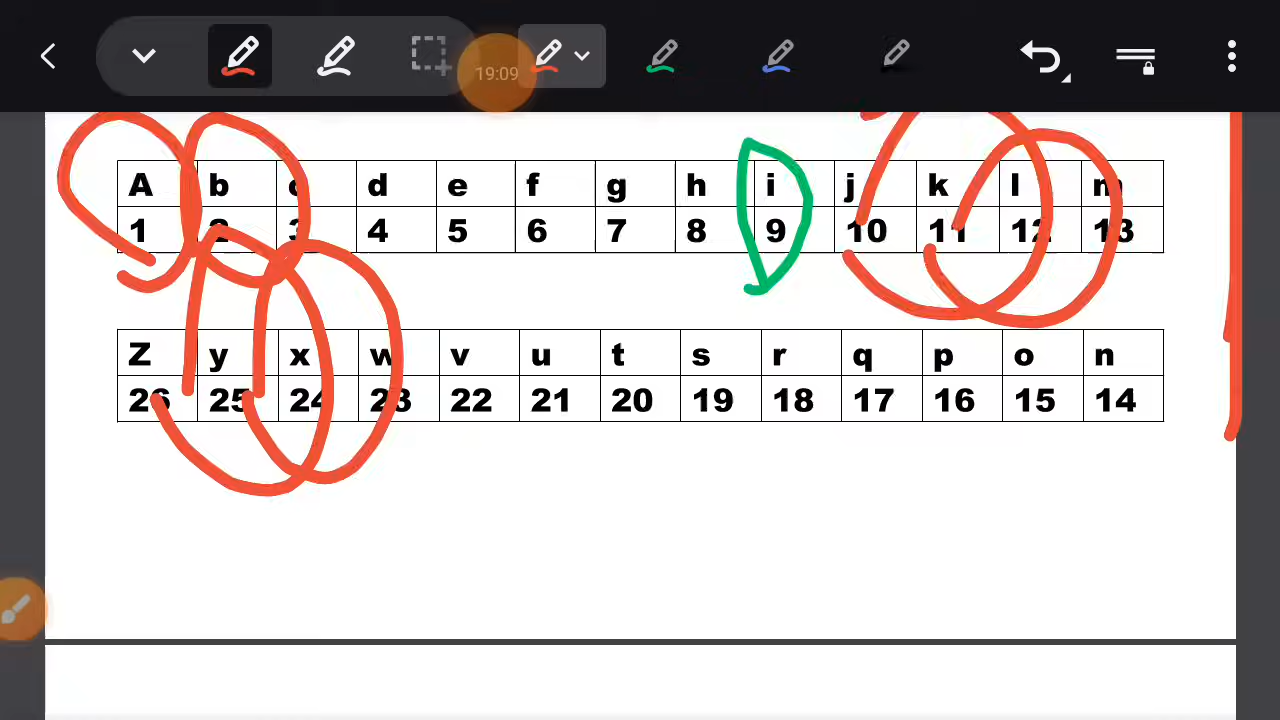 19:09
A b c d e f g h i j k l m
1 2 3 4 5 6 7 8 9 10 11 12 13
Z y x w v u t s r q p o n
26 25 24 23 22 21 20 19 18 17 16 15 14